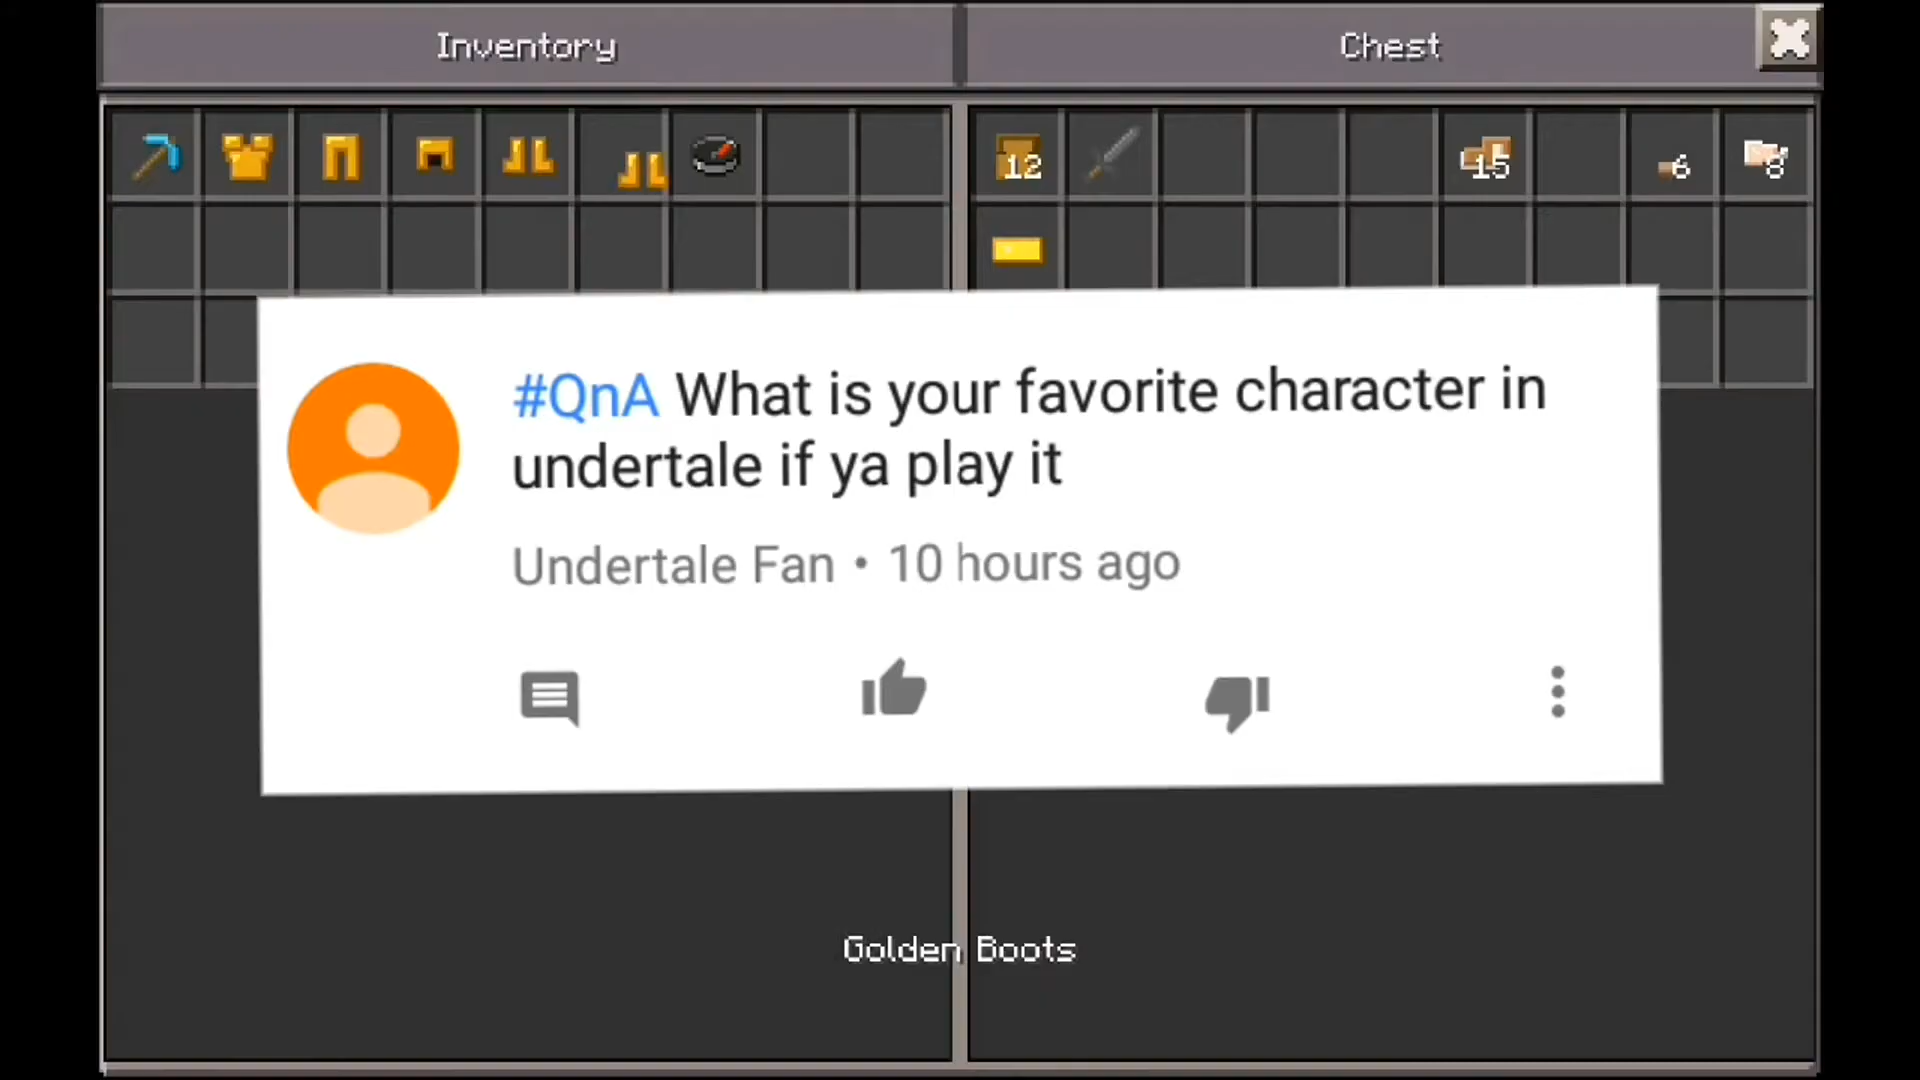 Inventory
Chest
12
15
6
8
#QnA What is your favorite character in
undertale if ya play it
Undertale Fan • 10 hours ago
Golden Boots